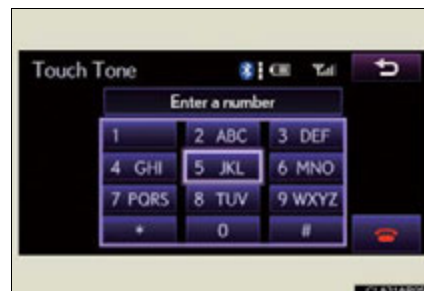 Touch Tone
Enter a number
1 2 ABC 3 DEF
4 GHI 5 JKL 6 MNO
7 PQRS 8 TUV 9 WXYZ
* 0 #